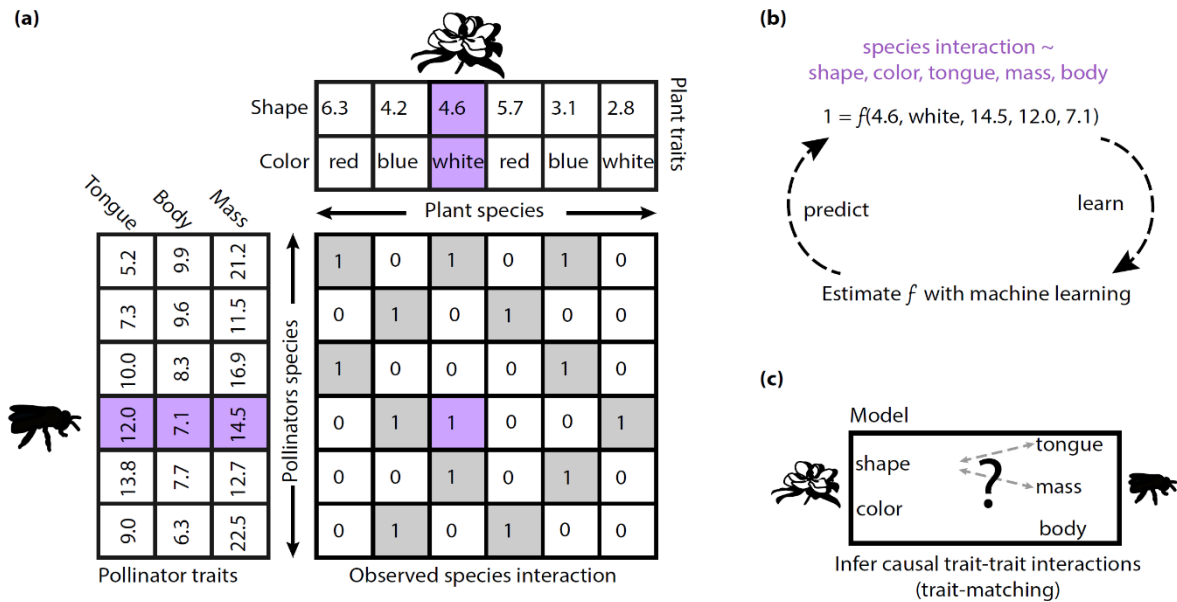 (a)
Shape 6.3 4.2 4.6 5.7 3.1 2.8
Color red blue white red blue white
Plant traits
Plant species
Tongue Body Mass
5.2 9.9 21.2
7.3 9.6 11.5
10.0 8.3 16.9
12.0 7.1 14.5
13.8 7.7 12.7
9.0 6.3 22.5
Pollinator traits
Pollinators species
1 0 1 0 1 0
0 1 0 1 0 0
1 0 0 0 1 0
0 1 1 0 0 1
0 0 1 0 1 0
0 1 0 1 0 0
Observed species interaction
(b)
species interaction ~
shape, color, tongue, mass, body
1 = f(4.6, white, 14.5, 12.0, 7.1)
predict
learn
Estimate f with machine learning
(c)
Model
shape
color
?
tongue
mass
body
Infer causal trait-trait interactions
(trait-matching)